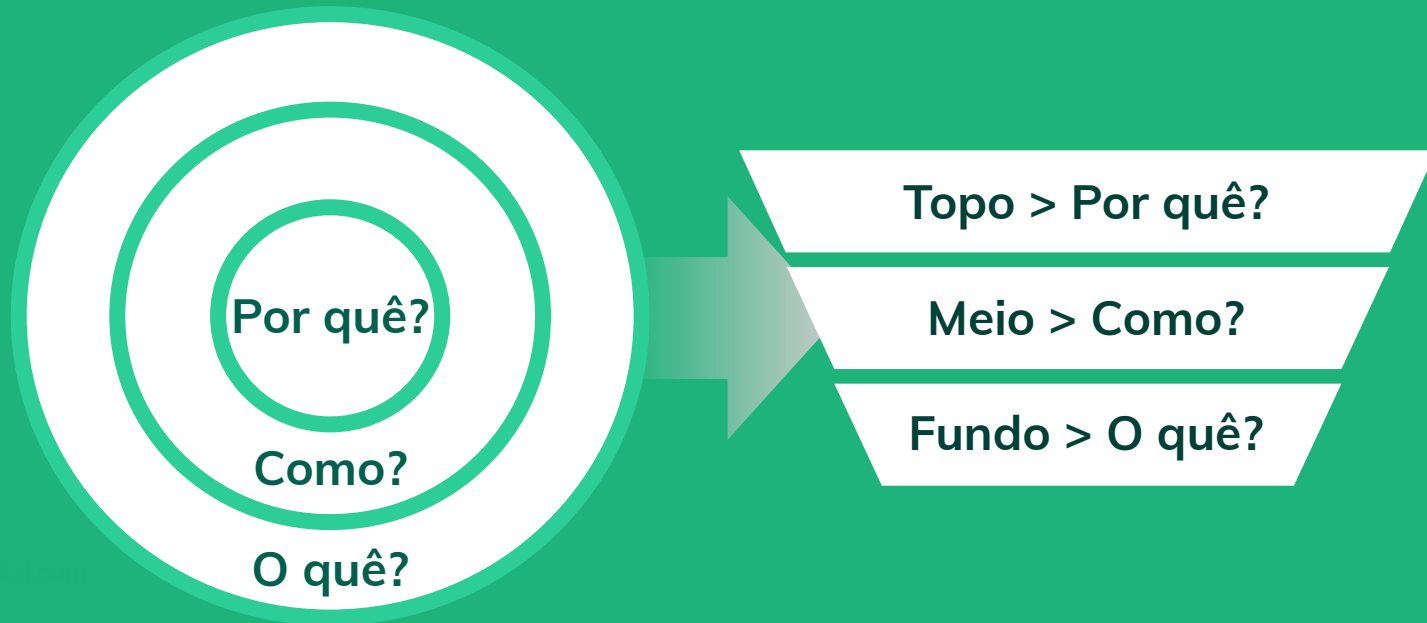 Por quê?
Como?
O quê?
Topo > Por quê?
Meio > Como?
Fundo > O quê?